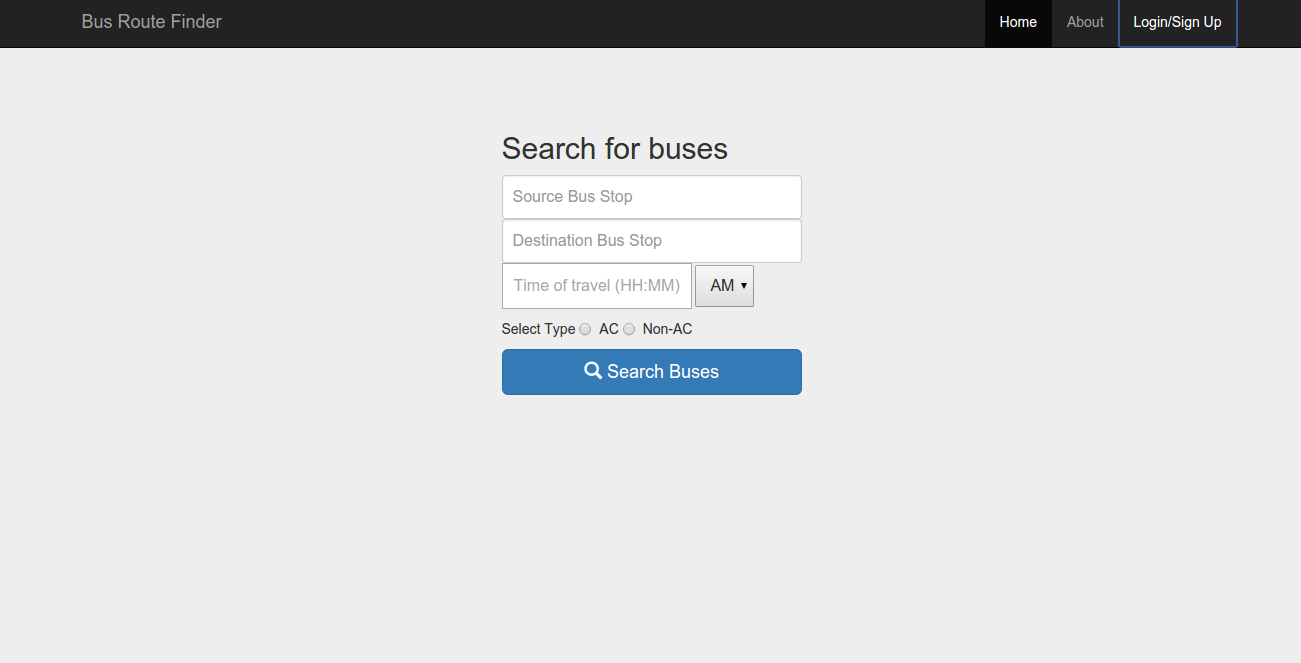 Bus Route Finder Home About Login/Sign Up
Search for buses
Source Bus Stop
Destination Bus Stop
Time of travel (HH:MM) AM
Select Type AC Non-AC
Search Buses